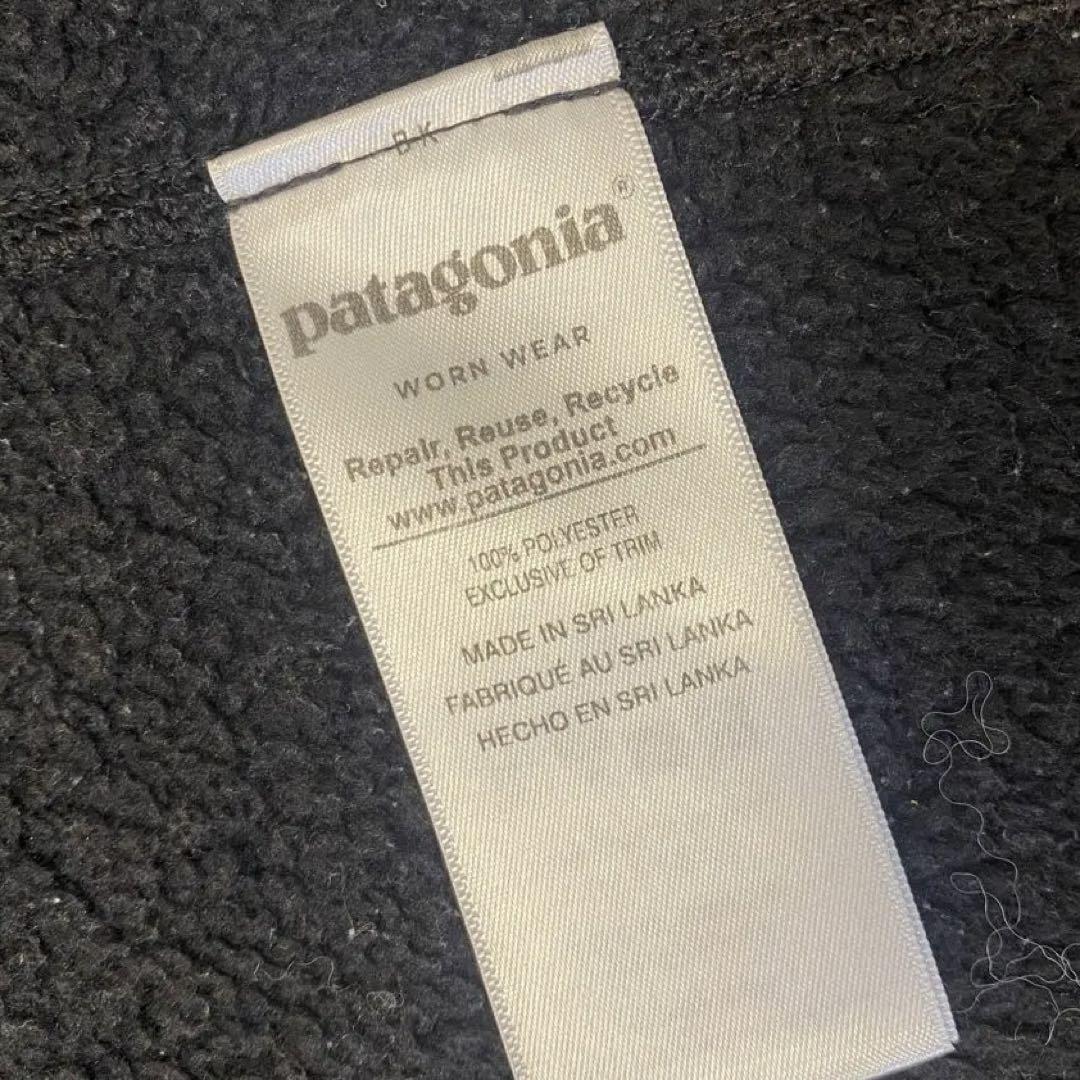 B-K
patagonia®
WORN WEAR
Repair, Reuse, Recycle
This Product
www.patagonia.com
100% POLYESTER
EXCLUSIVE OF TRIM
MADE IN SRI LANKA
FABRIQUÉ AU SRI LANKA
HECHO EN SRI LANKA